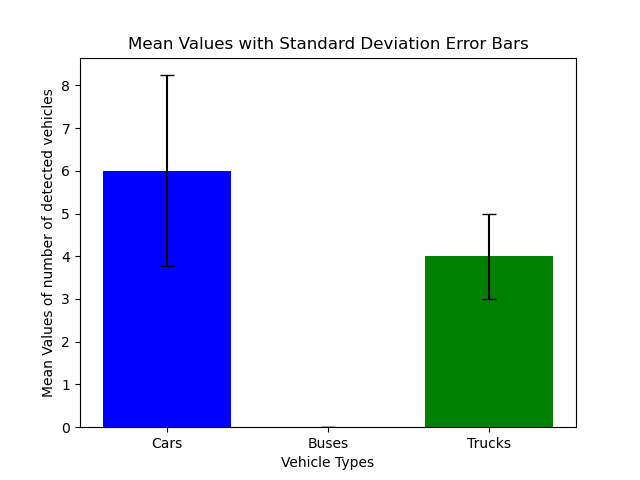 Mean Values with Standard Deviation Error Bars
Mean Values of number of detected vehicles
8
7
6
5
4
3
2
1
0
Cars Buses Trucks
Vehicle Types